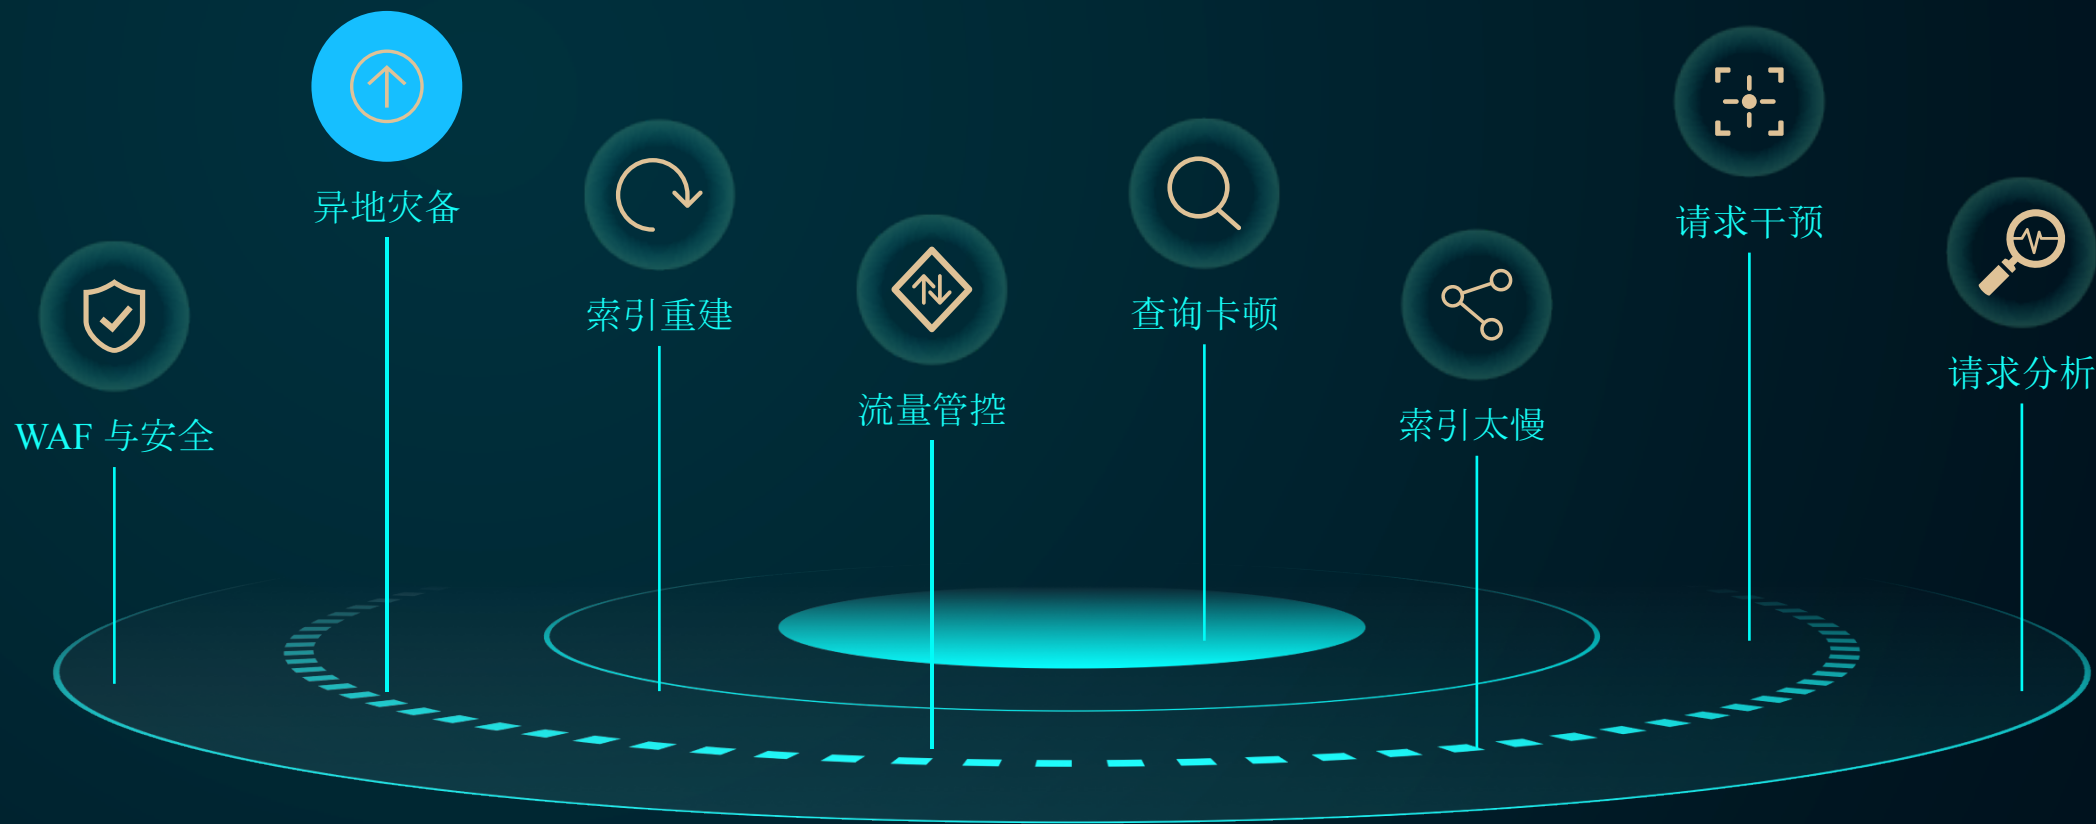 WAF 与安全
异地灾备
索引重建
流量管控
查询卡顿
索引太慢
请求干预
请求分析